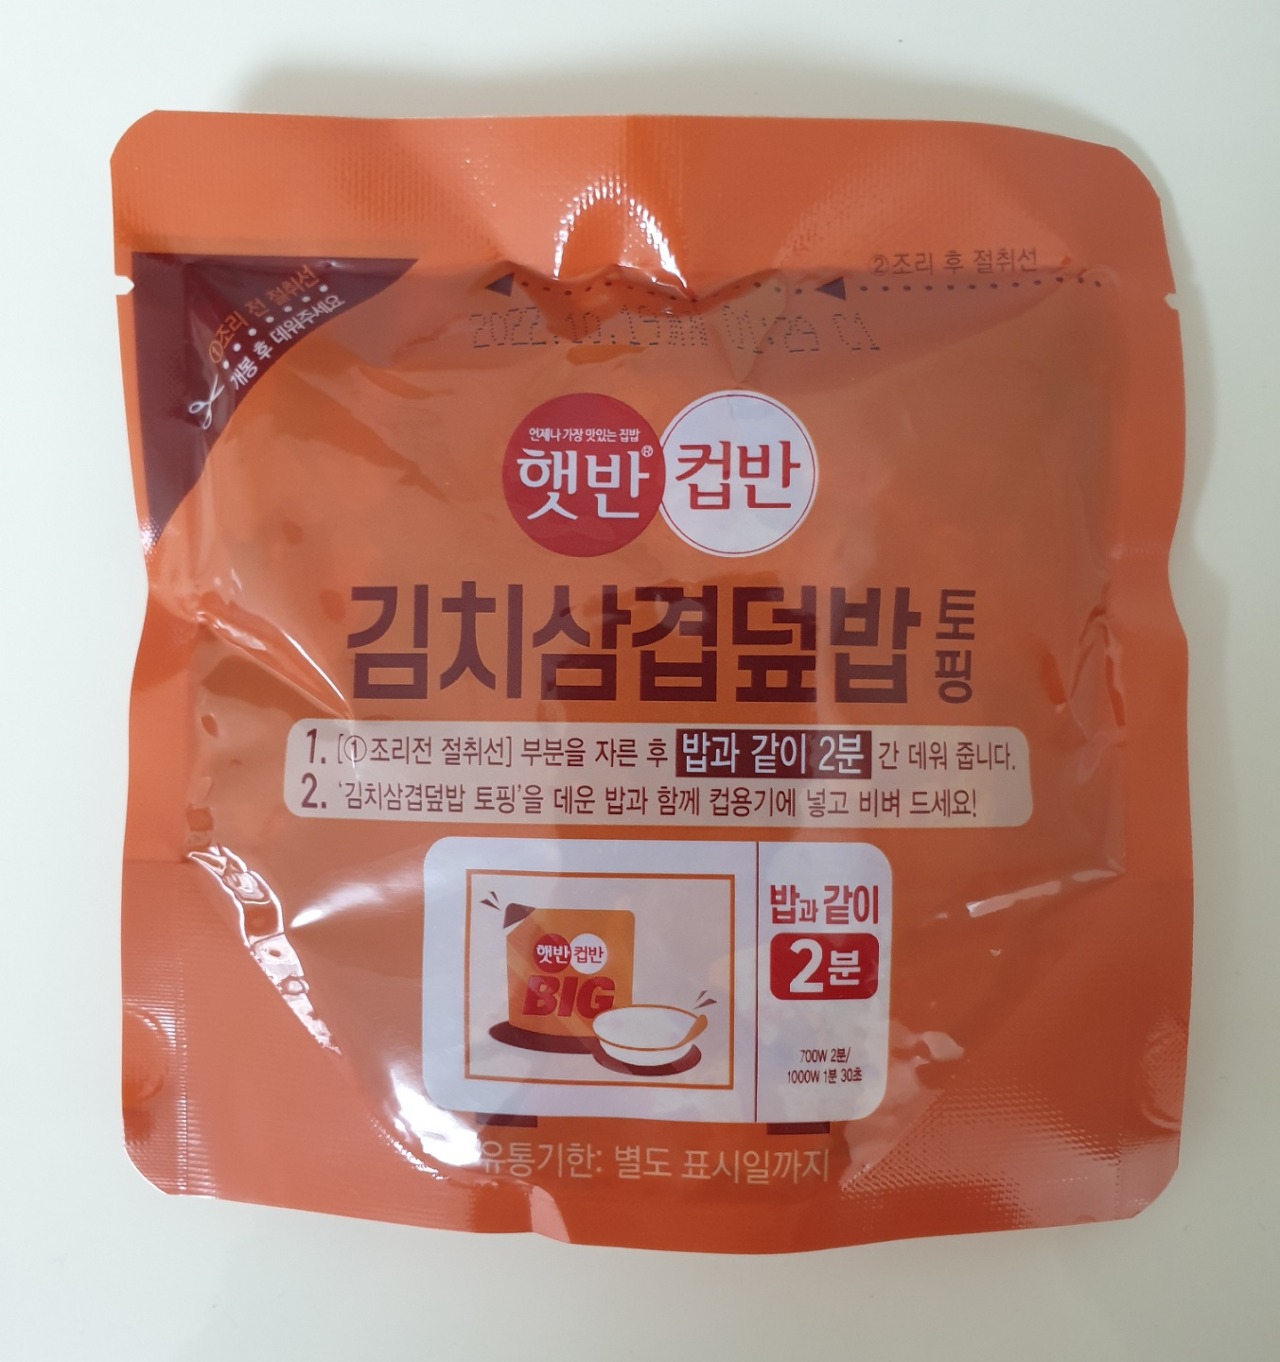 ②조리 후 절취선
①조리 전 절취선
개봉 후 데워주세요
2022.10.15 01:29 C1
언제나 가장 맛있는 집밥
햇반® 컵반
김치삼겹덮밥 토핑
1. [①조리전 절취선] 부분을 자른 후 밥과 같이 2분 간 데워 줍니다.
2. '김치삼겹덮밥 토핑'을 데운 밥과 함께 컵용기에 넣고 비벼 드세요!
햇반 컵반
BIG
밥과 같이
2분
700W 2분/
1000W 1분 30초
유통기한: 별도 표시일까지